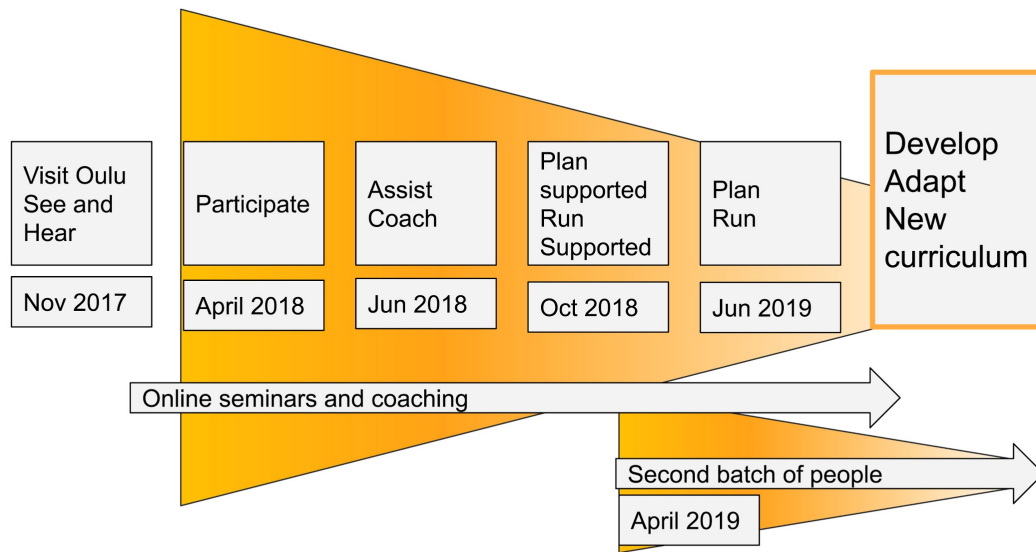 Visit Oulu
See and
Hear
Nov 2017
Participate
April 2018
Assist
Coach
Jun 2018
Plan
supported
Run
Supported
Oct 2018
Plan
Run
Jun 2019
Develop
Adapt
New
curriculum
Online seminars and coaching
Second batch of people
April 2019